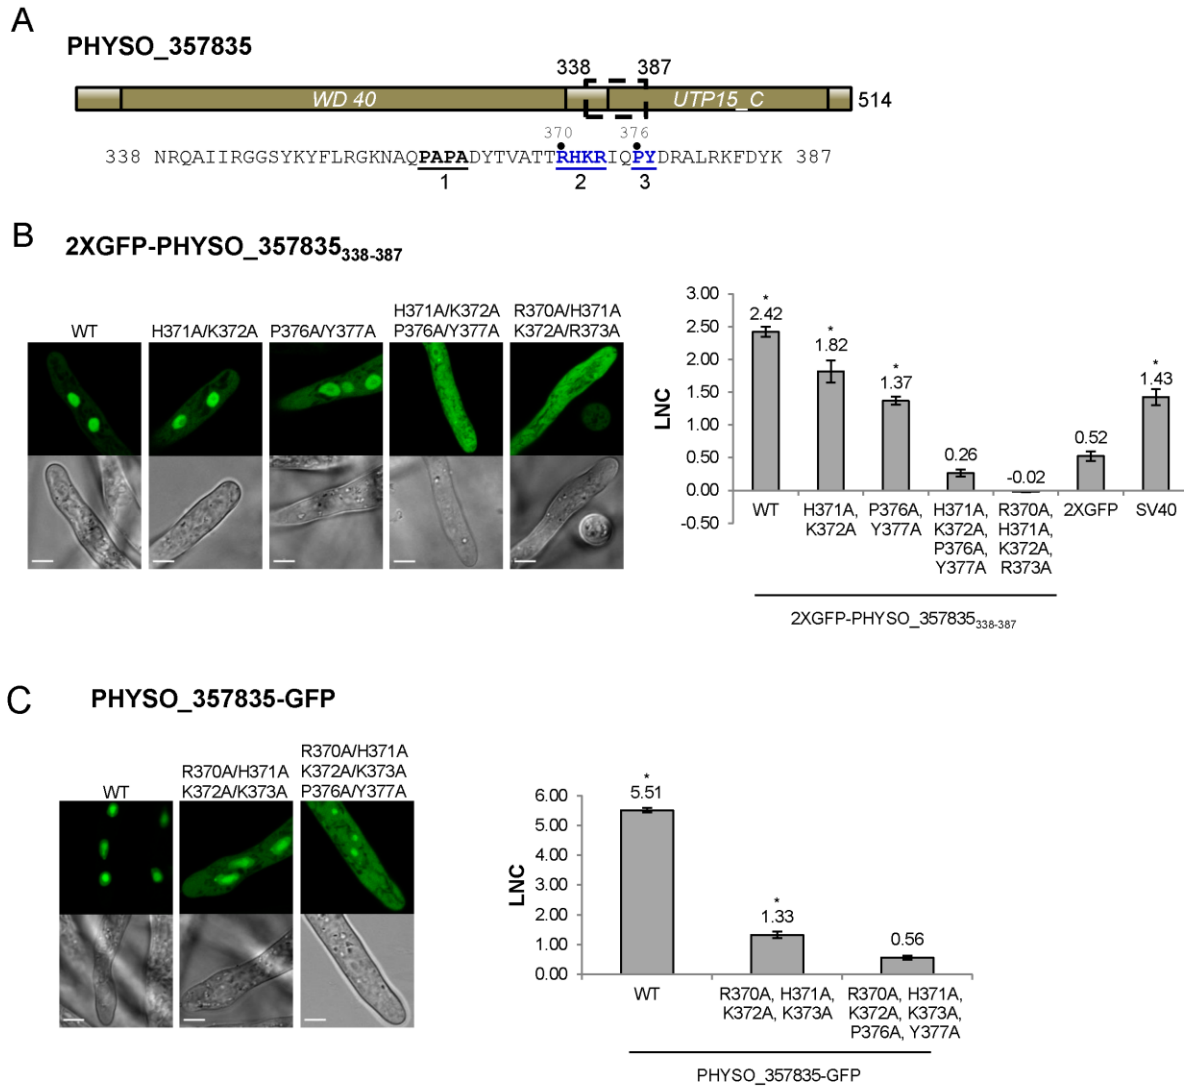 A
PHYSO_357835
338 387
WD 40 UTP15_C 514
370 376
338 NRQAIIRGGSYKYFLRGKNAQPAPADYTVATTRHKRIQPYDRALRKFDYK 387
1 2 3
B
2XGFP-PHYSO_357835338-387
WT
H371A/K372A
P376A/Y377A
H371A/K372A
P376A/Y377A
R370A/H371A
K372A/R373A
LNC
3.00
2.50
2.00
1.50
1.00
0.50
0.00
-0.50
*
2.42
*
1.82
*
1.37
0.26
-0.02
0.52
*
1.43
WT
H371A,
K372A
P376A,
Y377A
H371A,
K372A,
P376A,
Y377A
R370A,
H371A,
K372A,
R373A
2XGFP
SV40
2XGFP-PHYSO_357835338-387
C
PHYSO_357835-GFP
WT
R370A/H371A
K372A/K373A
R370A/H371A
K372A/K373A
P376A/Y377A
LNC
6.00
5.00
4.00
3.00
2.00
1.00
0.00
*
5.51
*
1.33
0.56
WT
R370A, H371A,
K372A, K373A
R370A, H371A,
K372A, K373A,
P376A, Y377A
PHYSO_357835-GFP